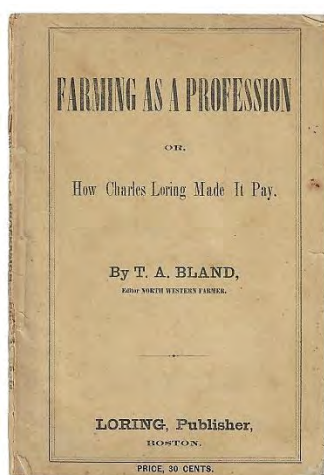 FARMING AS A PROFESSION
OR,
How Charles Loring Made It Pay.
By T. A. BLAND,
Editor NORTH WESTERN FARMER.
LORING, Publisher,
BOSTON.
PRICE, 30 CENTS.